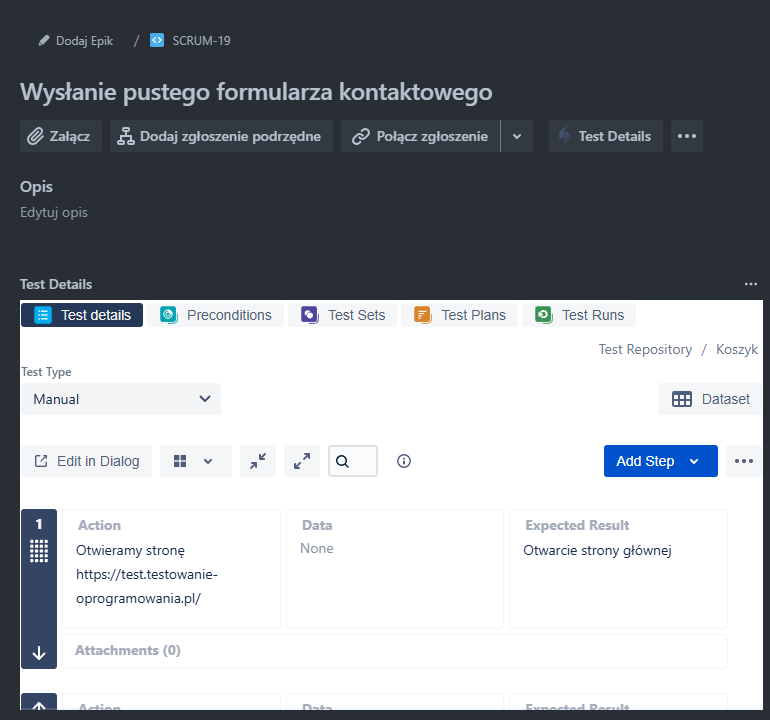 Dodaj Epik / SCRUM-19
Wysłanie pustego formularza kontaktowego
Załącz Dodaj zgłoszenie podrzędne Połącz zgłoszenie Test Details
Opis
Edytuj opis
Test Details
Test details Preconditions Test Sets Test Plans Test Runs
Test Repository / Koszyk
Test Type
Manual Dataset
Edit in Dialog Add Step
1 Action Data Expected Result
Otwieramy stronę None Otwarcie strony głównej
https://test.testowanie-
oprogramowania.pl/
Attachments (0)
Action Data Expected Result